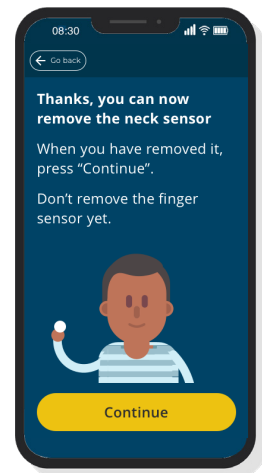 08:30
Go back
Thanks, you can now
remove the neck sensor
When you have removed it,
press “Continue”.
Don’t remove the finger
sensor yet.
Continue